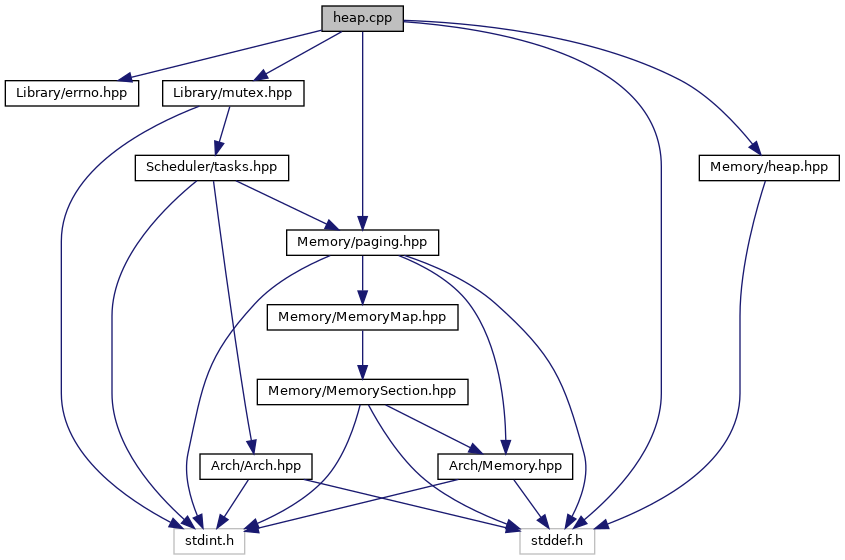 heap.cpp
Library/errno.hpp
Library/mutex.hpp
Scheduler/tasks.hpp
Memory/heap.hpp
Memory/paging.hpp
Memory/MemoryMap.hpp
Memory/MemorySection.hpp
Arch/Arch.hpp
Arch/Memory.hpp
stdint.h
stddef.h